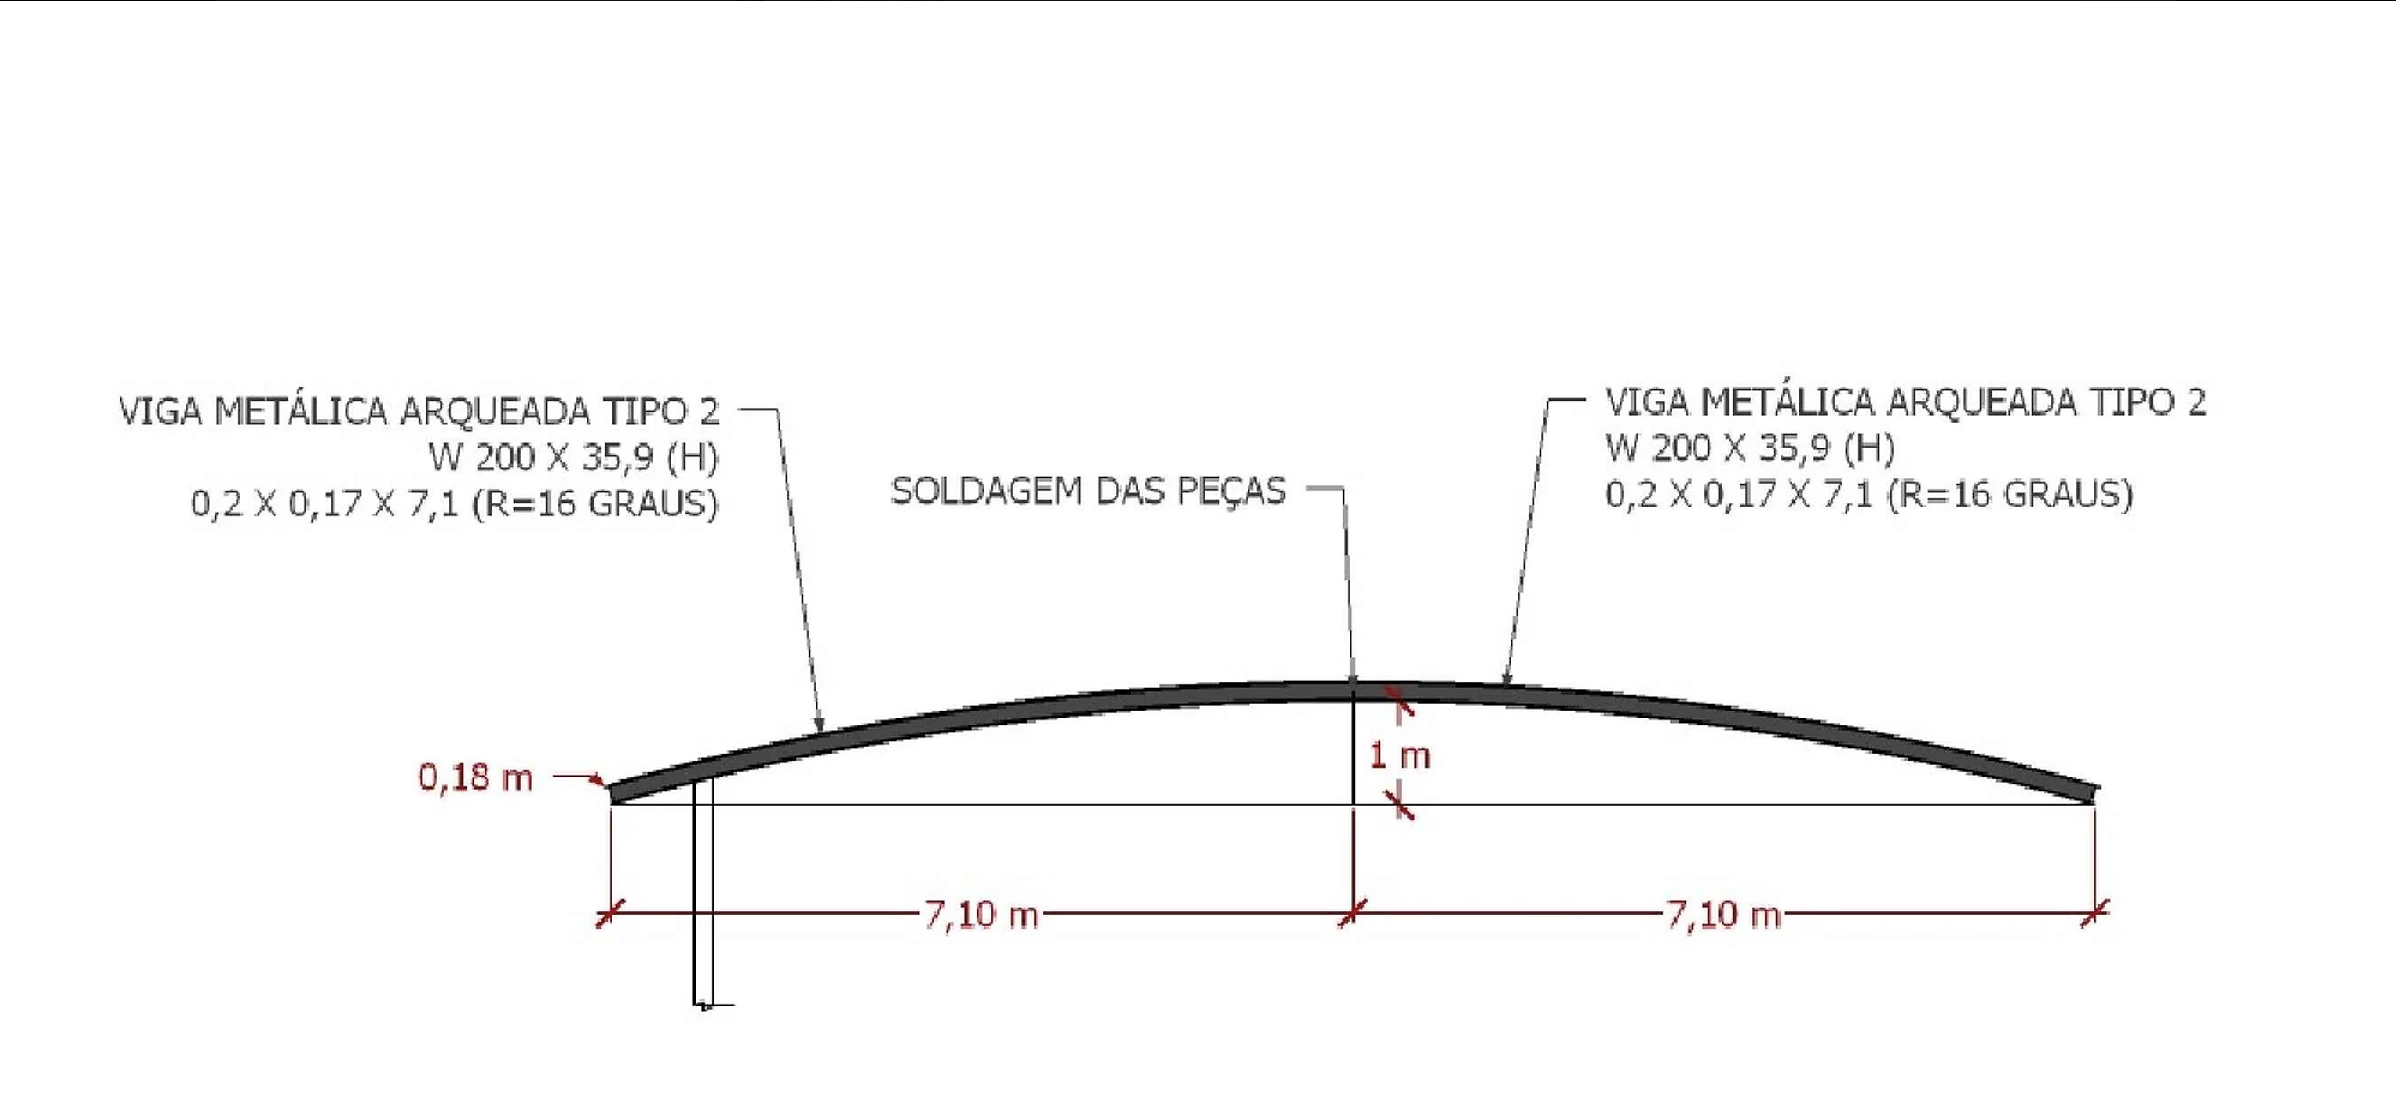 VIGA METÁLICA ARQUEADA TIPO 2
W 200 X 35,9 (H)
0,2 X 0,17 X 7,1 (R=16 GRAUS)
SOLDAGEM DAS PEÇAS
VIGA METÁLICA ARQUEADA TIPO 2
W 200 X 35,9 (H)
0,2 X 0,17 X 7,1 (R=16 GRAUS)
0,18 m
1 m
7,10 m
7,10 m